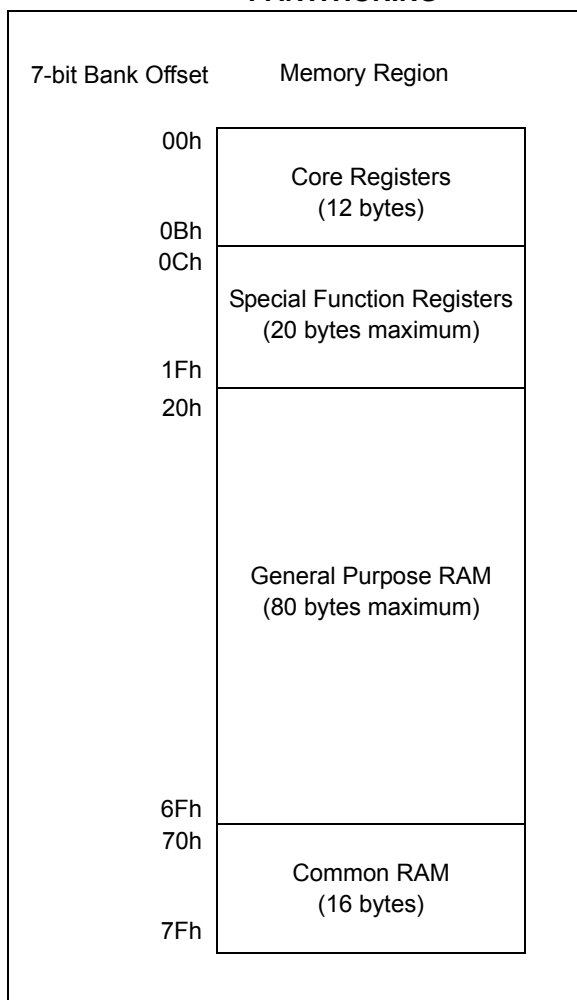 7-bit Bank Offset Memory Region
00h
Core Registers
(12 bytes)
0Bh
0Ch
Special Function Registers
(20 bytes maximum)
1Fh
20h
General Purpose RAM
(80 bytes maximum)
6Fh
70h
Common RAM
(16 bytes)
7Fh